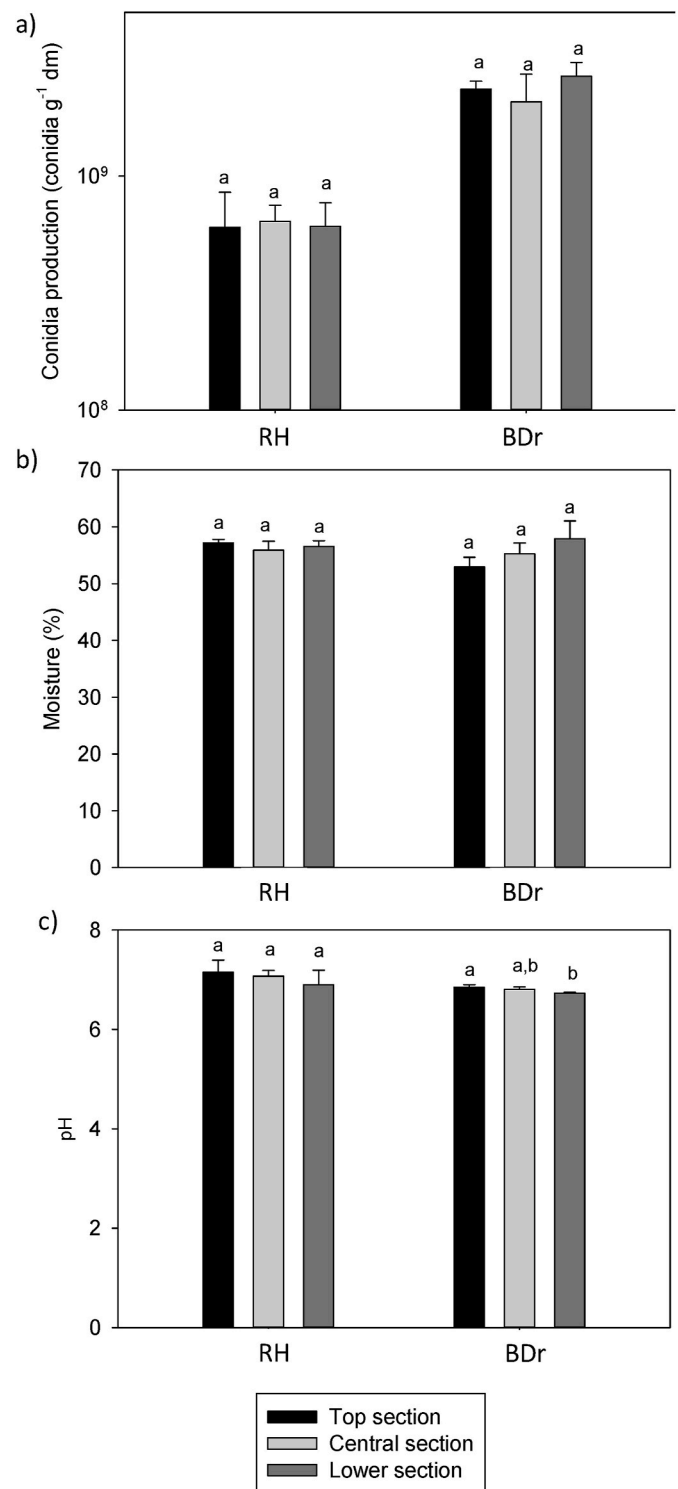 a)
Conidia production (conidia g⁻¹ dm)
10⁹
10⁸
a a a
a a a
RH BDr
b)
Moisture (%)
70
60
50
40
30
20
10
0
a a a
a a a
RH BDr
c)
pH
8
6
4
2
0
a a a
a a,b b
RH BDr
Top section
Central section
Lower section